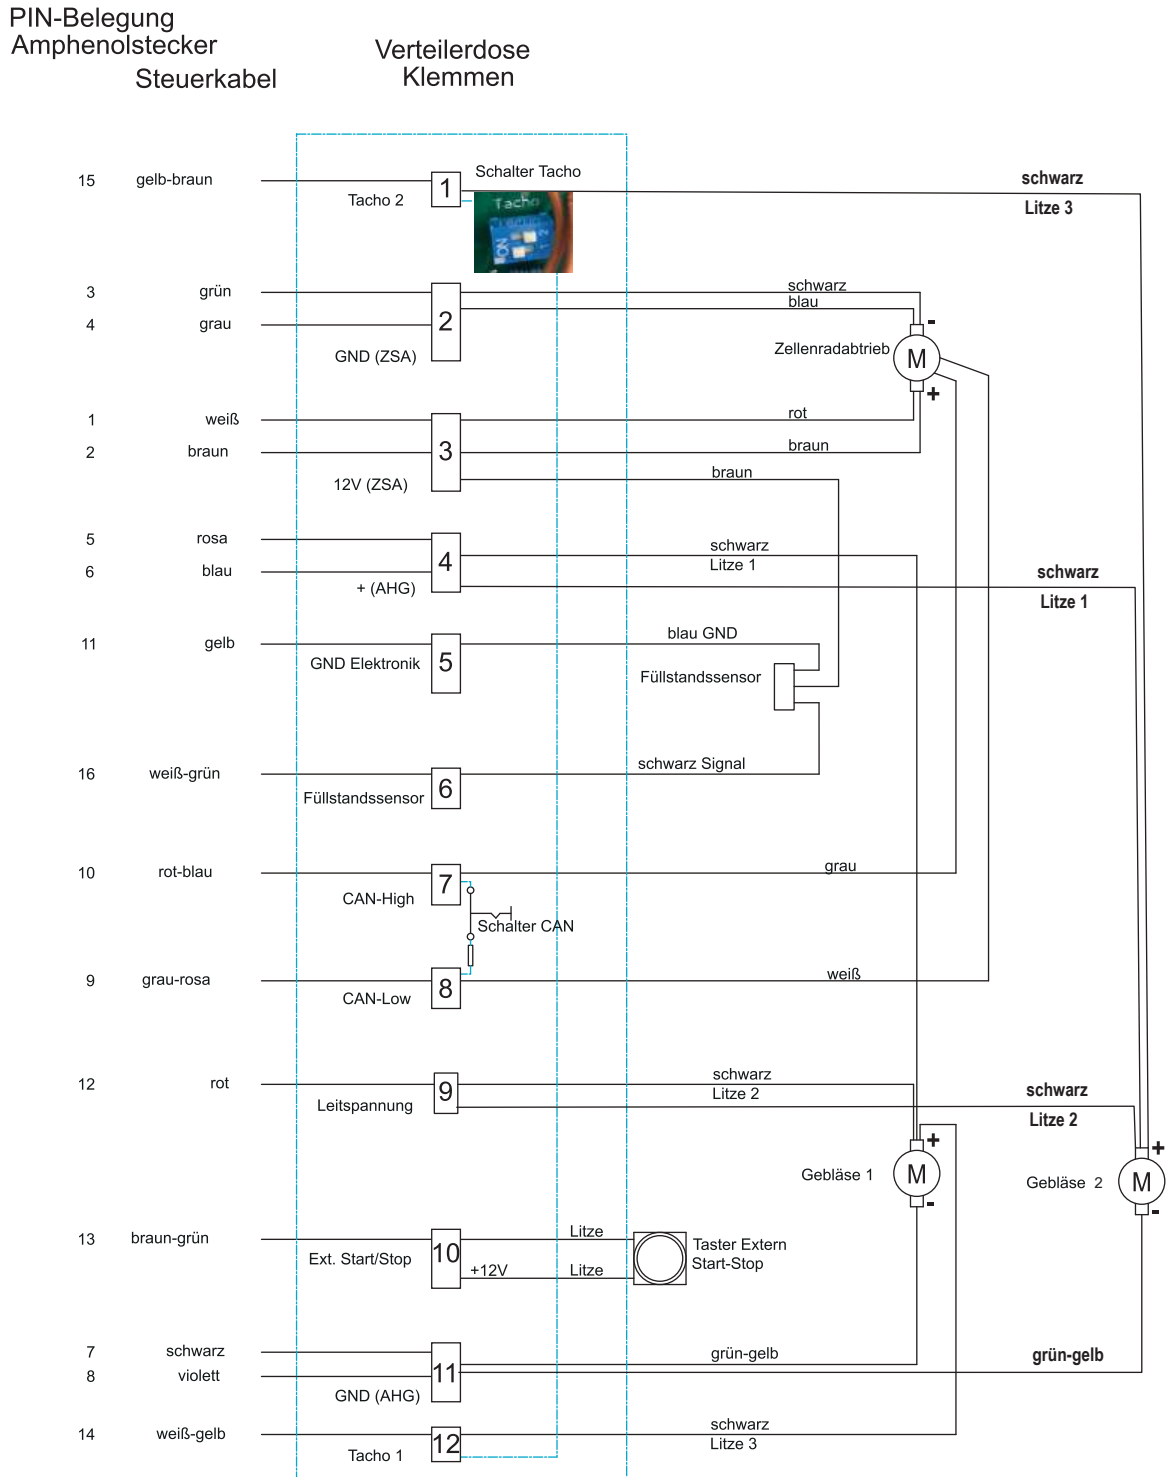 PIN-Belegung
Amphenolstecker
Steuerkabel
Verteilerdose
Klemmen
15 gelb-braun 1 Schalter Tacho schwarz
Tacho 2 Litze 3
Tacho
ON 1 2
3 grün schwarz
blau
4 grau 2 -
GND (ZSA) Zellenradabtrieb M
+
1 weiß rot
2 braun 3 braun
12V (ZSA) braun
5 rosa schwarz
6 blau 4 Litze 1 schwarz
+ (AHG) Litze 1
11 gelb blau GND
GND Elektronik 5 Füllstandssensor
16 weiß-grün schwarz Signal
Füllstandssensor 6
10 rot-blau 7 grau
CAN-High
Schalter CAN
9 grau-rosa 8 weiß
CAN-Low
12 rot 9 schwarz
Leitspannung Litze 2 schwarz
Litze 2
+ +
Gebläse 1 M Gebläse 2 M
- -
13 braun-grün Litze
Ext. Start/Stop 10 Taster Extern
+12V Litze Start-Stop
7 schwarz grün-gelb grün-gelb
8 violett 11
GND (AHG)
14 weiß-gelb 12 schwarz
Tacho 1 Litze 3